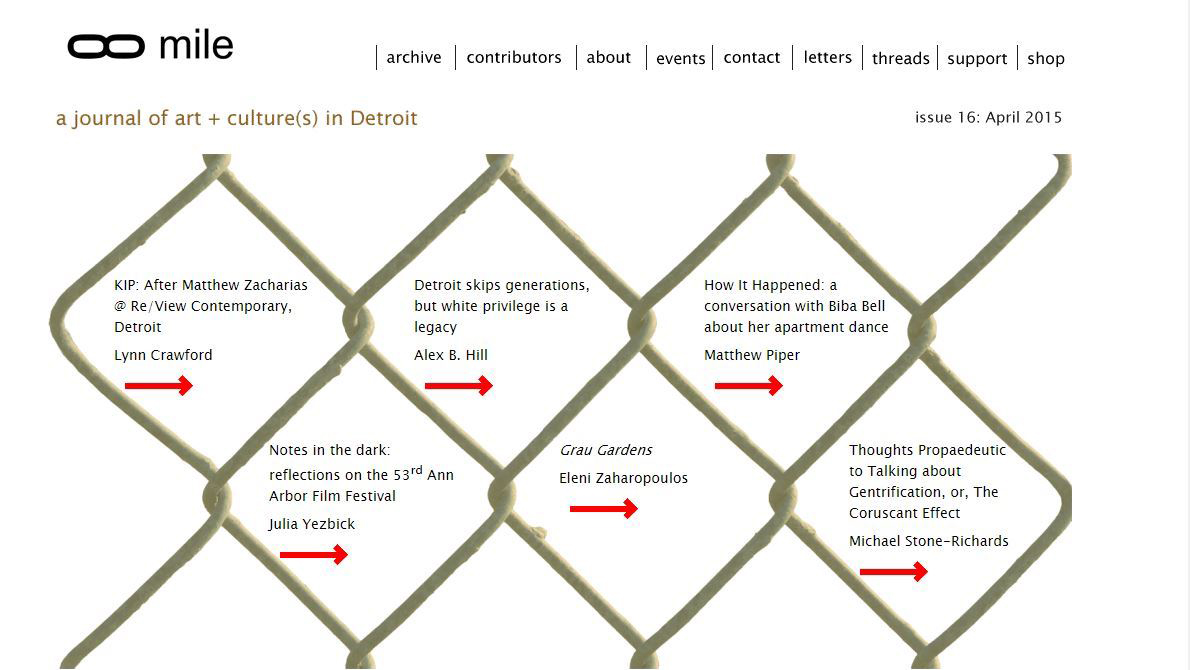 mile
archive
contributors
about
events
contact
letters
threads
support
shop
a journal of art + culture(s) in Detroit
issue 16: April 2015
KIP: After Matthew Zacharias
@ Re/View Contemporary,
Detroit
Lynn Crawford
Detroit skips generations,
but white privilege is a
legacy
Alex B. Hill
How It Happened: a
conversation with Biba Bell
about her apartment dance
Matthew Piper
Notes in the dark:
reflections on the 53rd Ann
Arbor Film Festival
Julia Yezbick
Grau Gardens
Eleni Zaharopoulos
Thoughts Propaedeutic
to Talking about
Gentrification, or, The
Coruscant Effect
Michael Stone-Richards